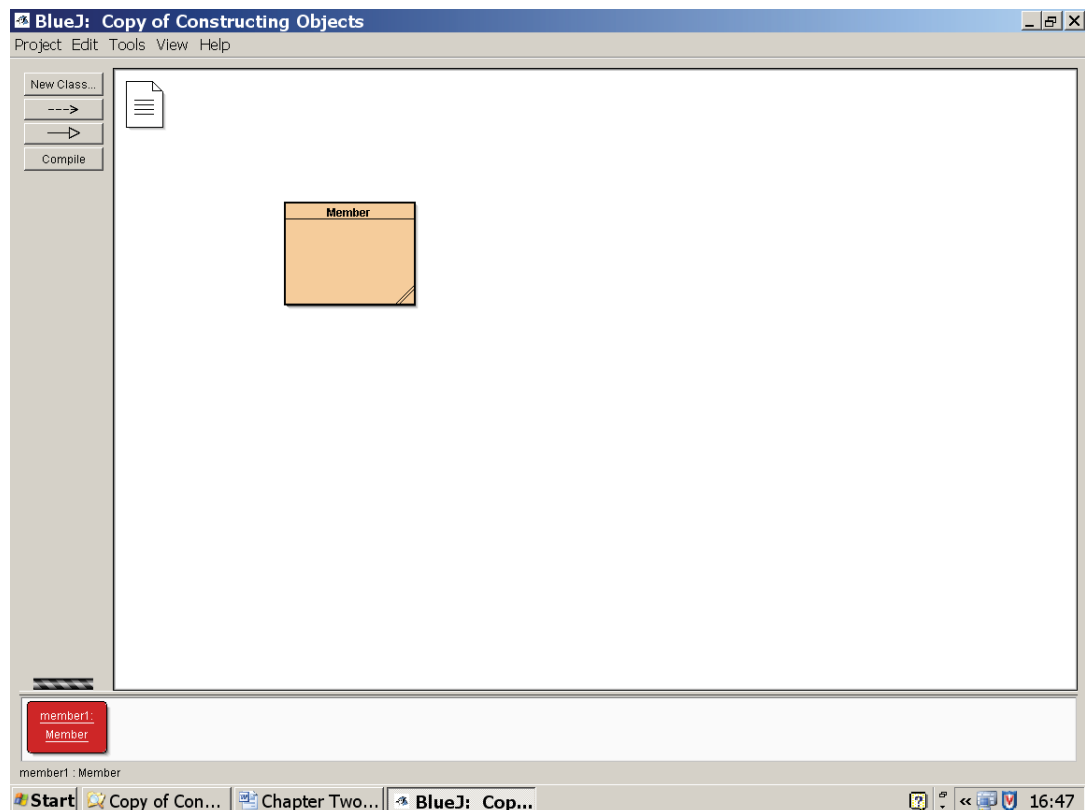 BlueJ: Copy of Constructing Objects
Project Edit Tools View Help
New Class...
--->
Compile
Member
member1:
Member
member1 : Member
Start Copy of Con... Chapter Two... BlueJ: Cop... « 16:47